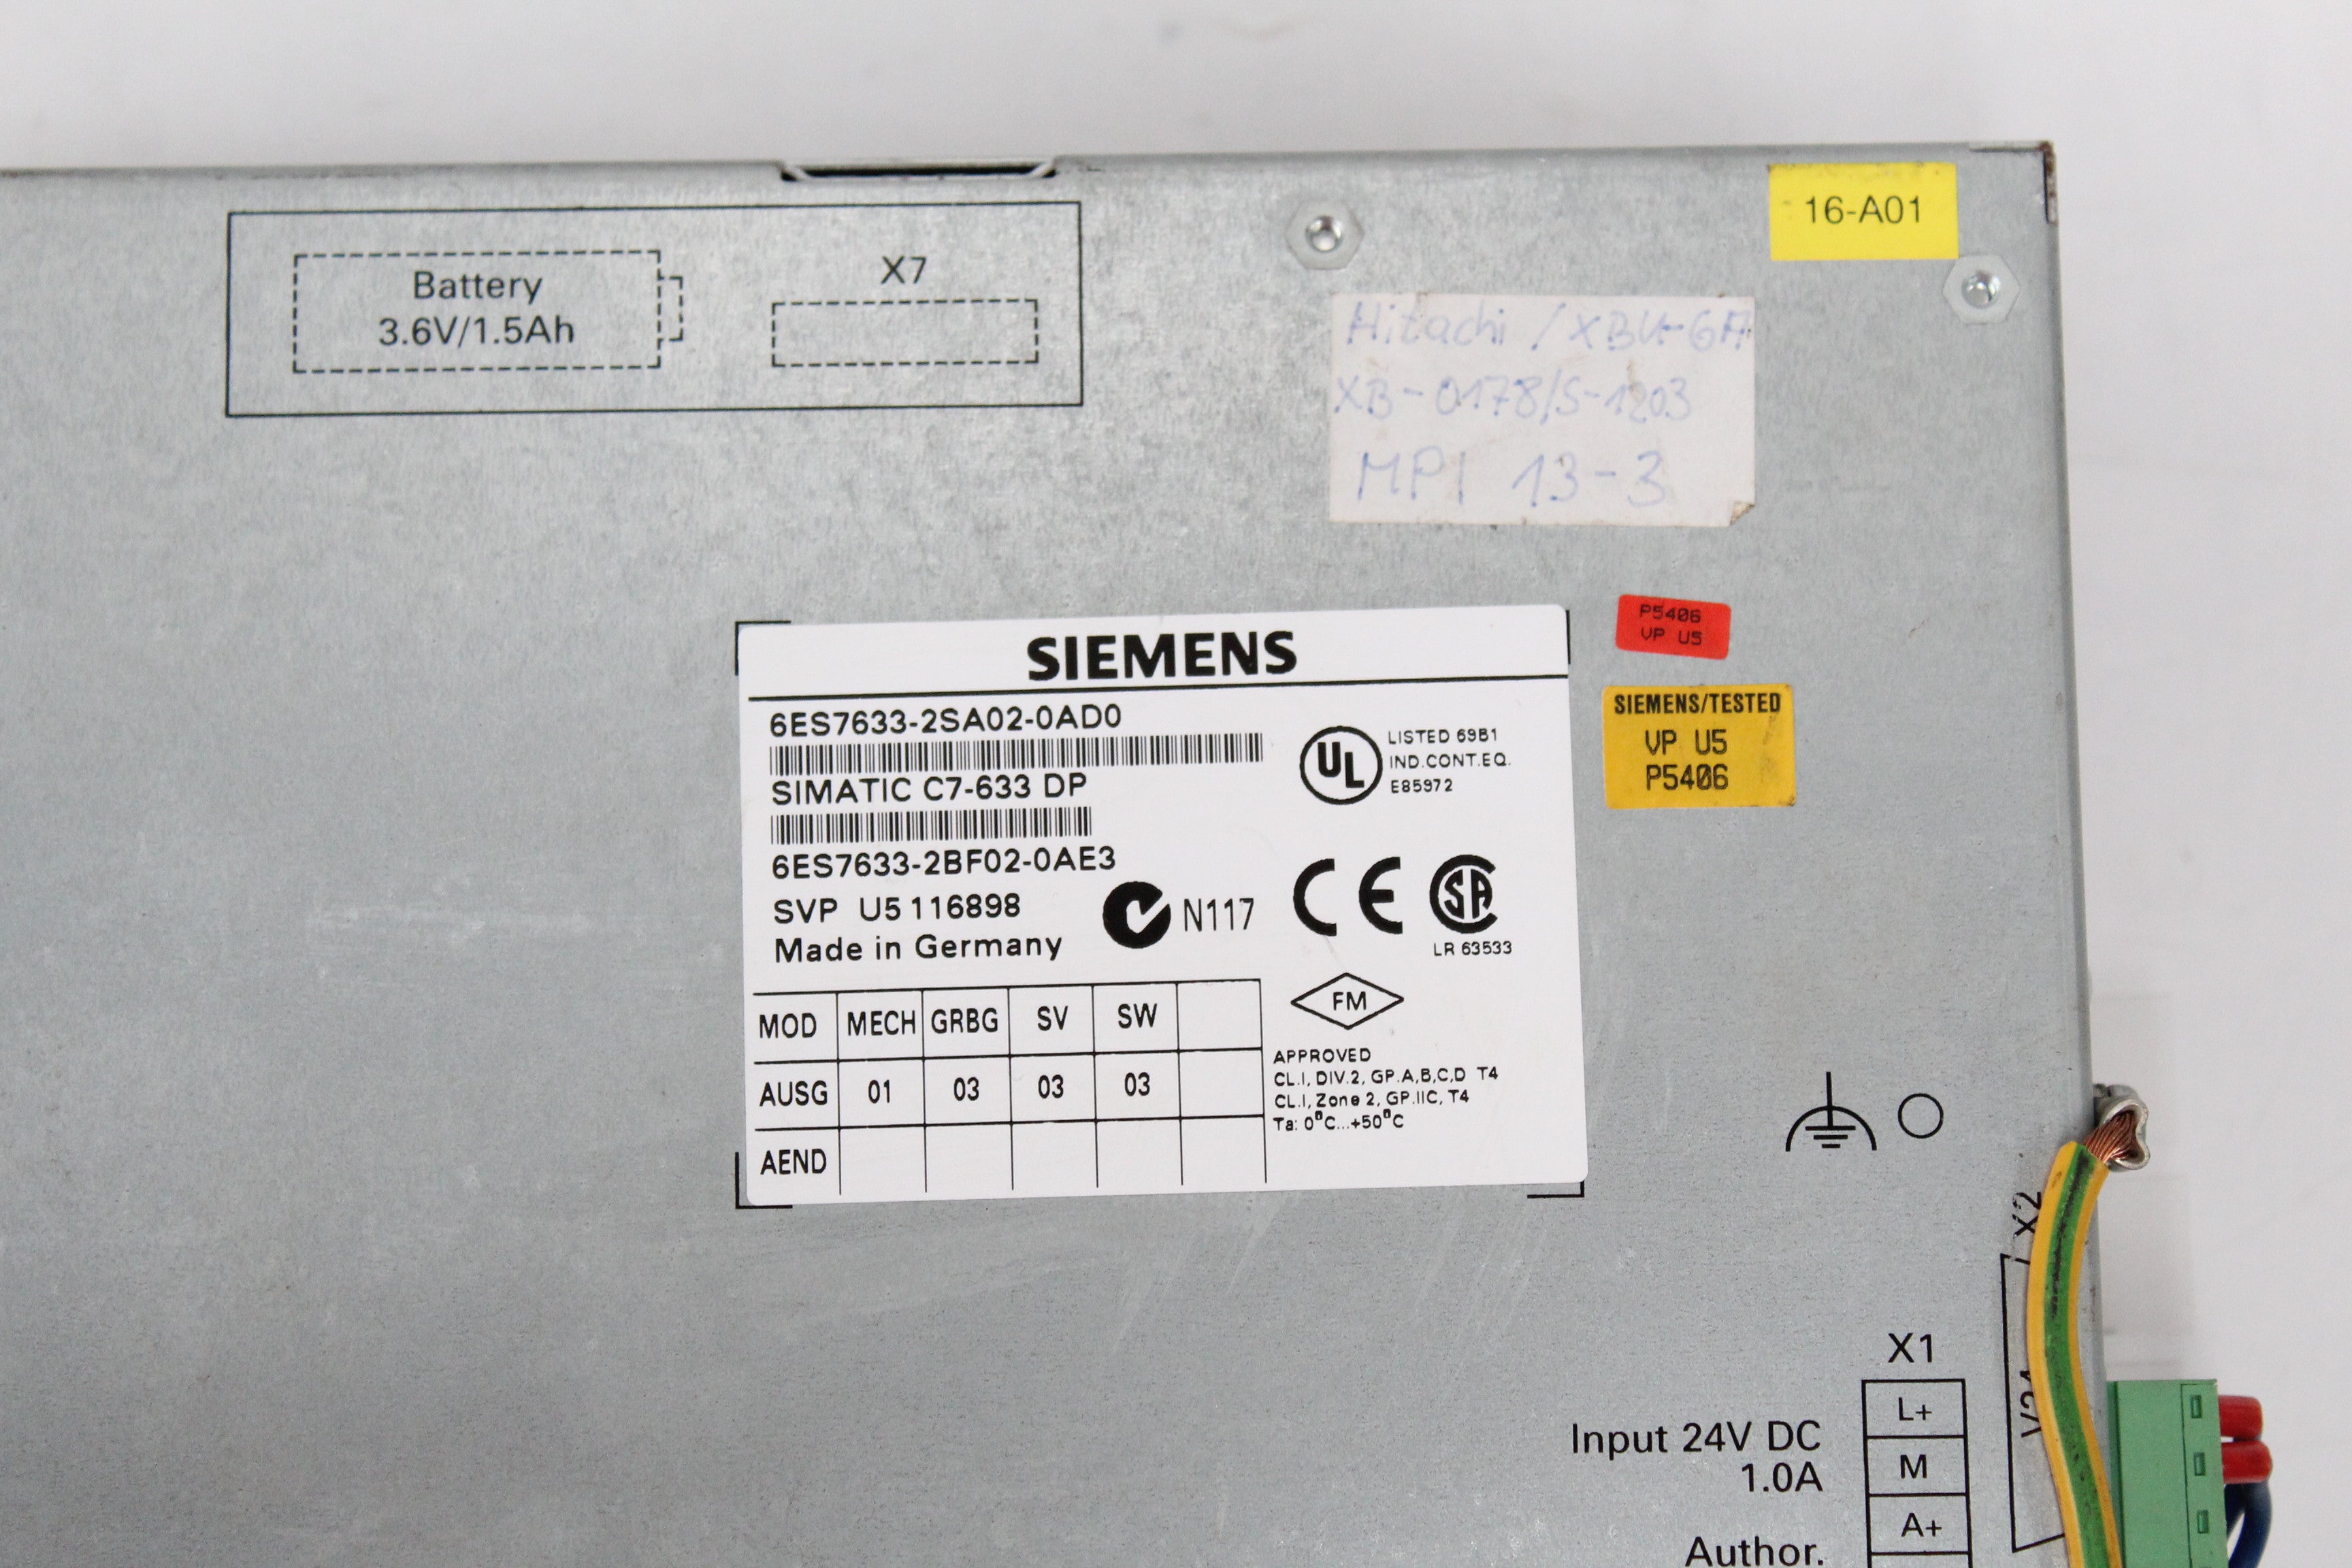 16-A01
Battery
3.6V/1.5Ah
X7
Hitachi / XBU-6A
XB-0178/S-1203
MPI 13-3
P5406
VP U5
SIEMENS/TESTED
VP U5
P5406
SIEMENS
6ES7633-2SA02-0AD0
SIMATIC C7-633 DP
6ES7633-2BF02-0AE3
SVP U5 116898
Made in Germany
N117
UL
LISTED 69B1
IND.CONT.EQ.
E85972
CE
SA
LR 63533
FM
APPROVED
CL.I, DIV.2, GP.A,B,C,D T4
CL.I, Zone 2, GP.IIC, T4
Ta: 0°C...+50°C
MOD MECH GRBG SV SW
AUSG 01 03 03 03
AEND
X2
X1
L+
M
A+
Input 24V DC
1.0A
Author.